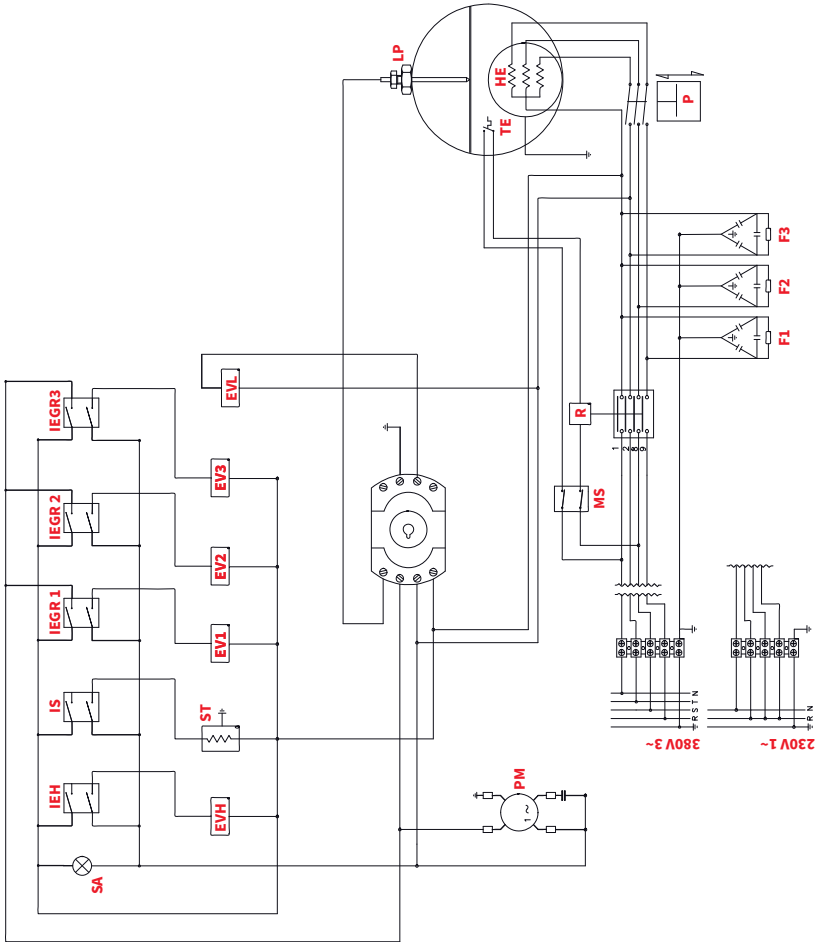 LP
HE
TE
P
F3
F2
F1
IEGR3
IEGR 2
IEGR 1
IS
IEH
EVL
EV3
EV2
EV1
ST
EVH
SA
R
1
2
8
9
MS
PM
1 ~
R S T N
380V 3~
R N
230V 1~